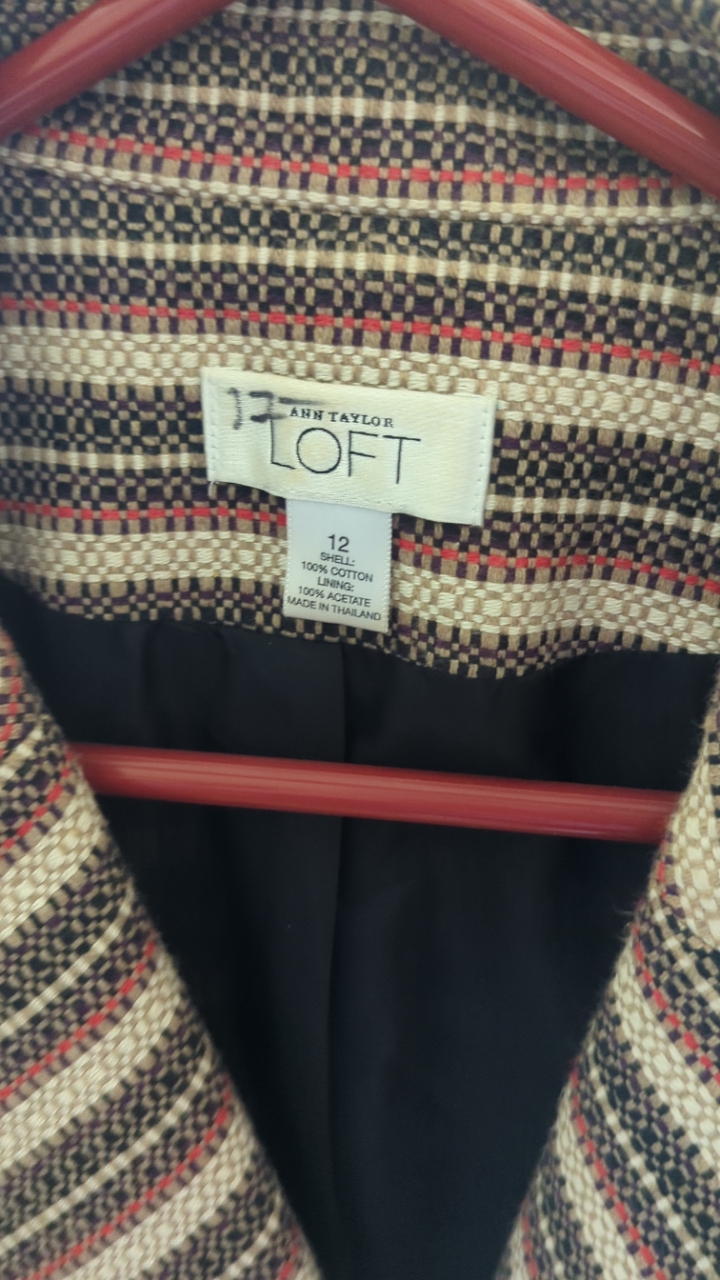 ANN TAYLOR
LOFT
12
SHELL:
100% COTTON
LINING:
100% ACETATE
MADE IN THAILAND